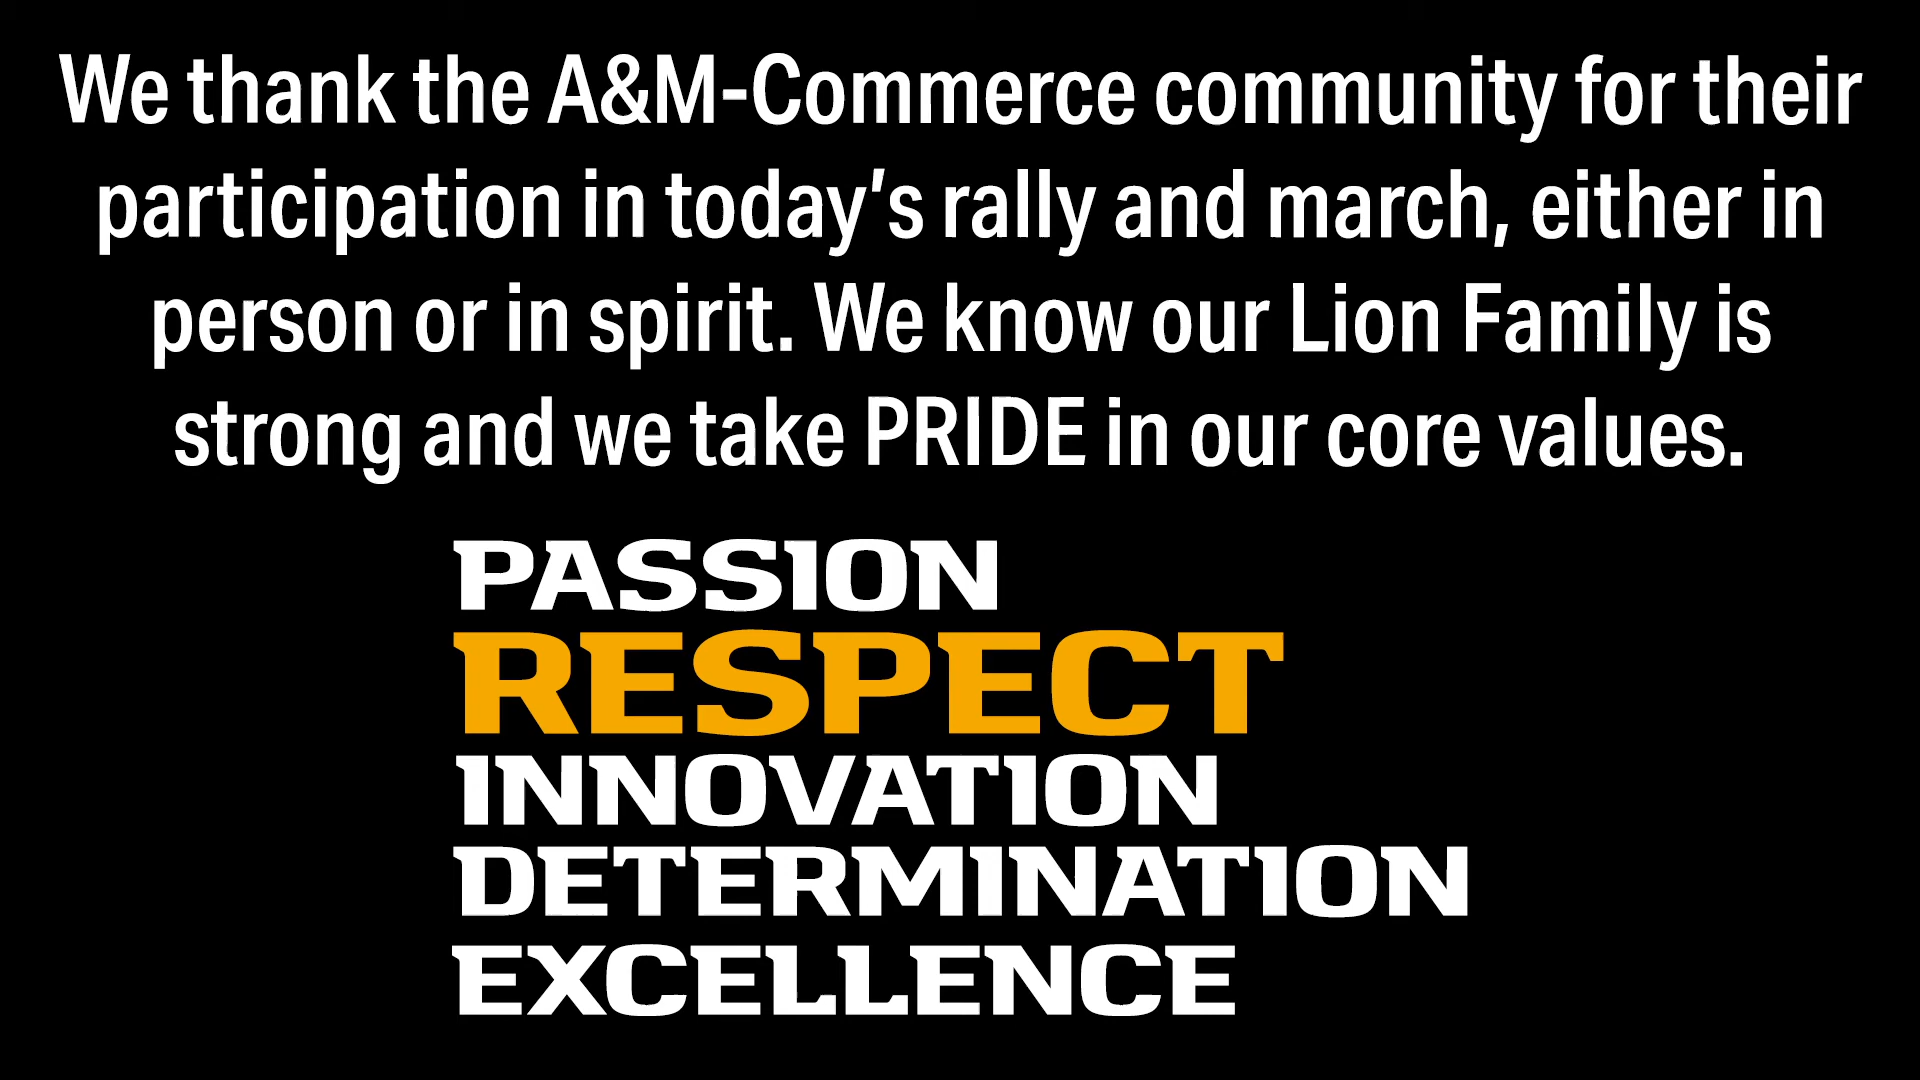 We thank the A&M-Commerce community for their
participation in today’s rally and march, either in
person or in spirit. We know our Lion Family is
strong and we take PRIDE in our core values.
PASSION
RESPECT
INNOVATION
DETERMINATION
EXCELLENCE